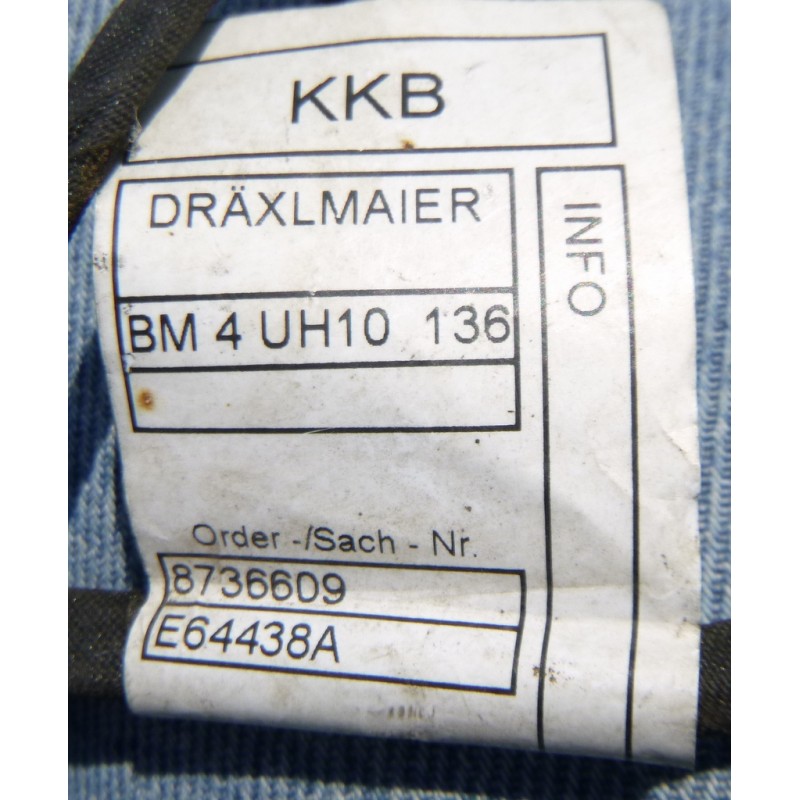 KKB
DRÄXLMAIER
INFO
BM 4 UH10 136
Order -/Sach - Nr.
8736609
E64438A